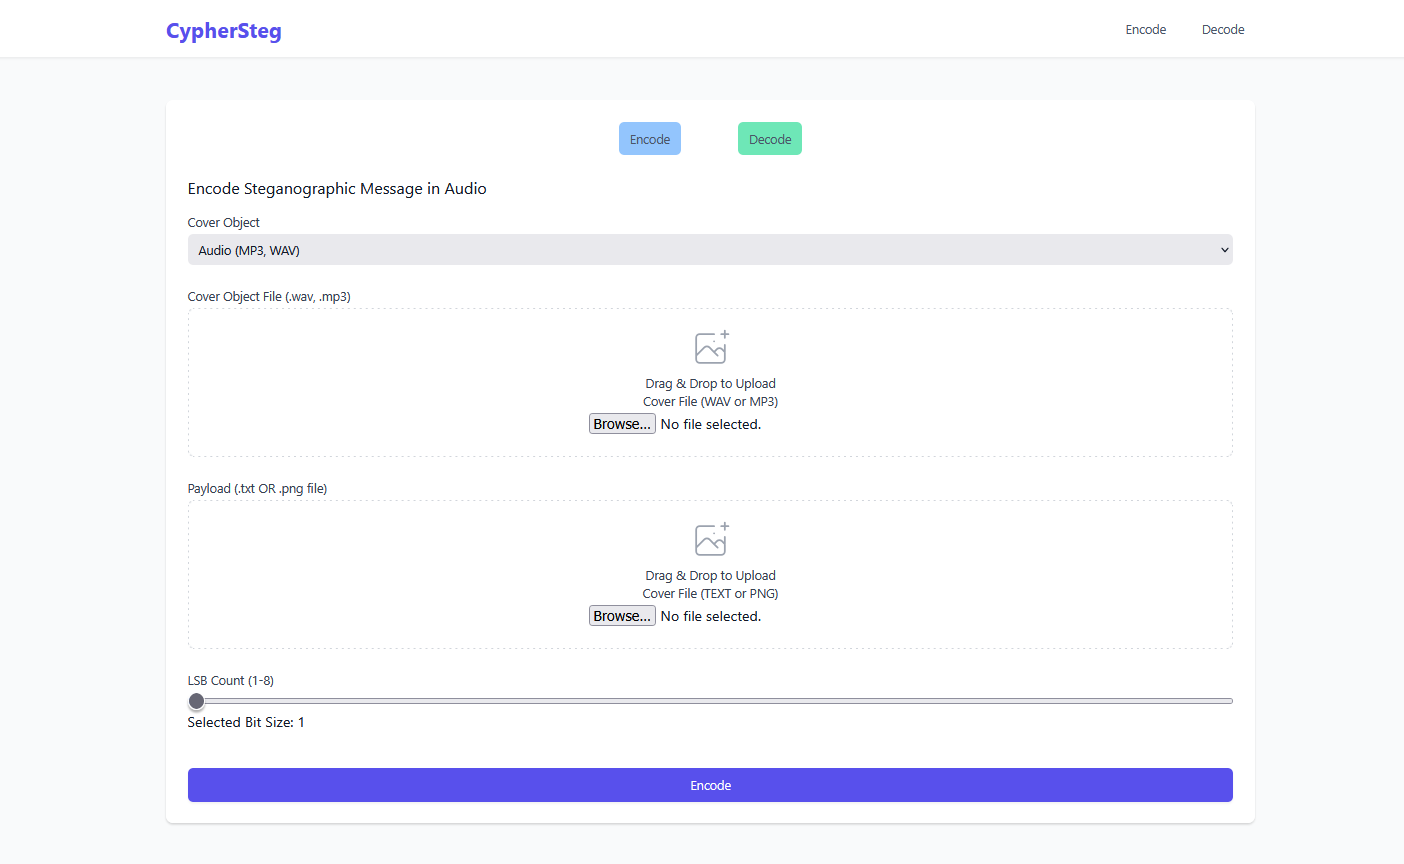 CypherSteg
Encode Decode
Encode Decode
Encode Steganographic Message in Audio
Cover Object
Audio (MP3, WAV)
Cover Object File (.wav, .mp3)
Drag & Drop to Upload
Cover File (WAV or MP3)
Browse... No file selected.
Payload (.txt OR .png file)
Drag & Drop to Upload
Cover File (TEXT or PNG)
Browse... No file selected.
LSB Count (1-8)
Selected Bit Size: 1
Encode